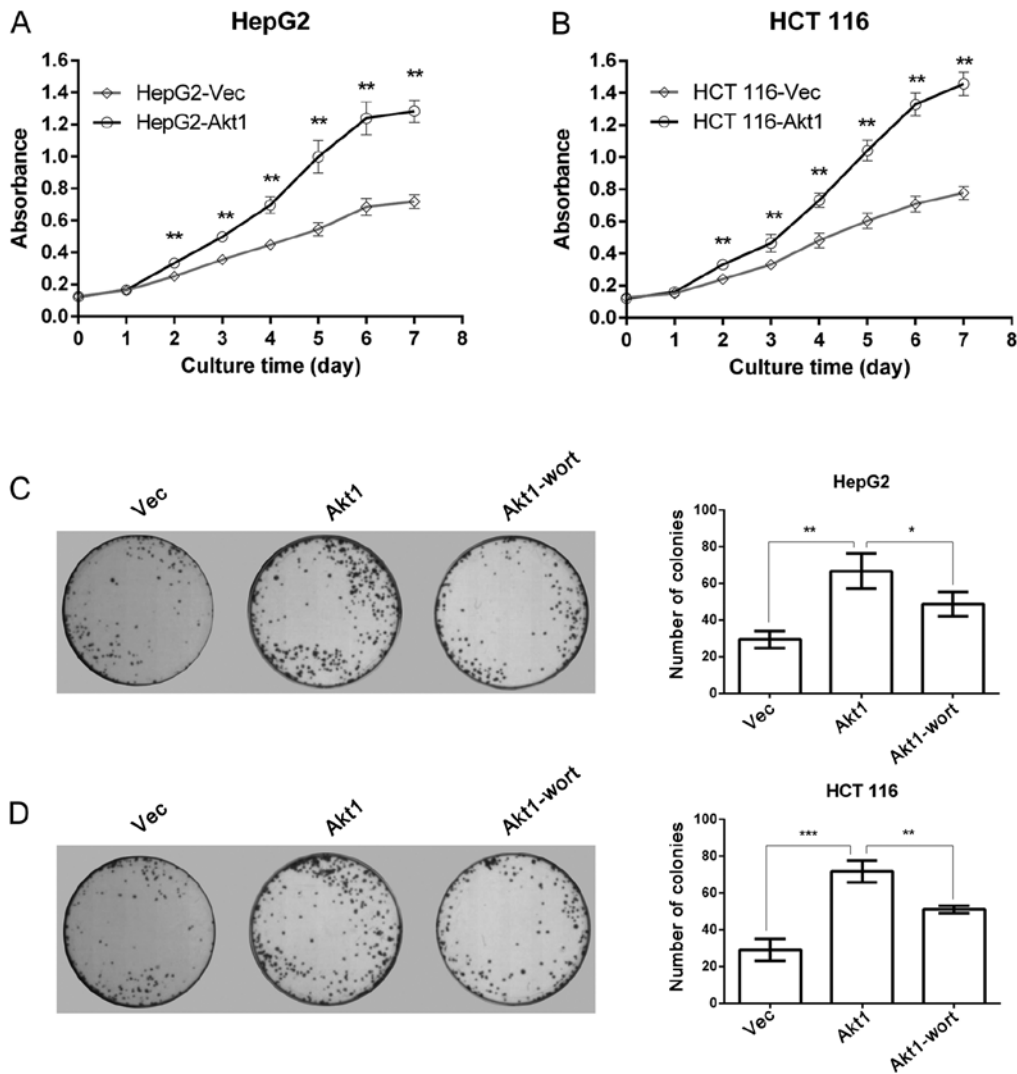 A
HepG2
1.6
1.4
1.2
1.0
0.8
0.6
0.4
0.2
0.0
Absorbance
HepG2-Vec
HepG2-Akt1
** ** ** ** ** **
0 1 2 3 4 5 6 7 8
Culture time (day)
B
HCT 116
1.6
1.4
1.2
1.0
0.8
0.6
0.4
0.2
0.0
Absorbance
HCT 116-Vec
HCT 116-Akt1
** ** ** ** ** **
0 1 2 3 4 5 6 7 8
Culture time (day)
C
Vec
Akt1
Akt1-wort
HepG2
100
80
60
40
20
0
Number of colonies
** *
Vec
Akt1
Akt1-wort
D
Vec
Akt1
Akt1-wort
HCT 116
100
80
60
40
20
0
Number of colonies
*** **
Vec
Akt1
Akt1-wort